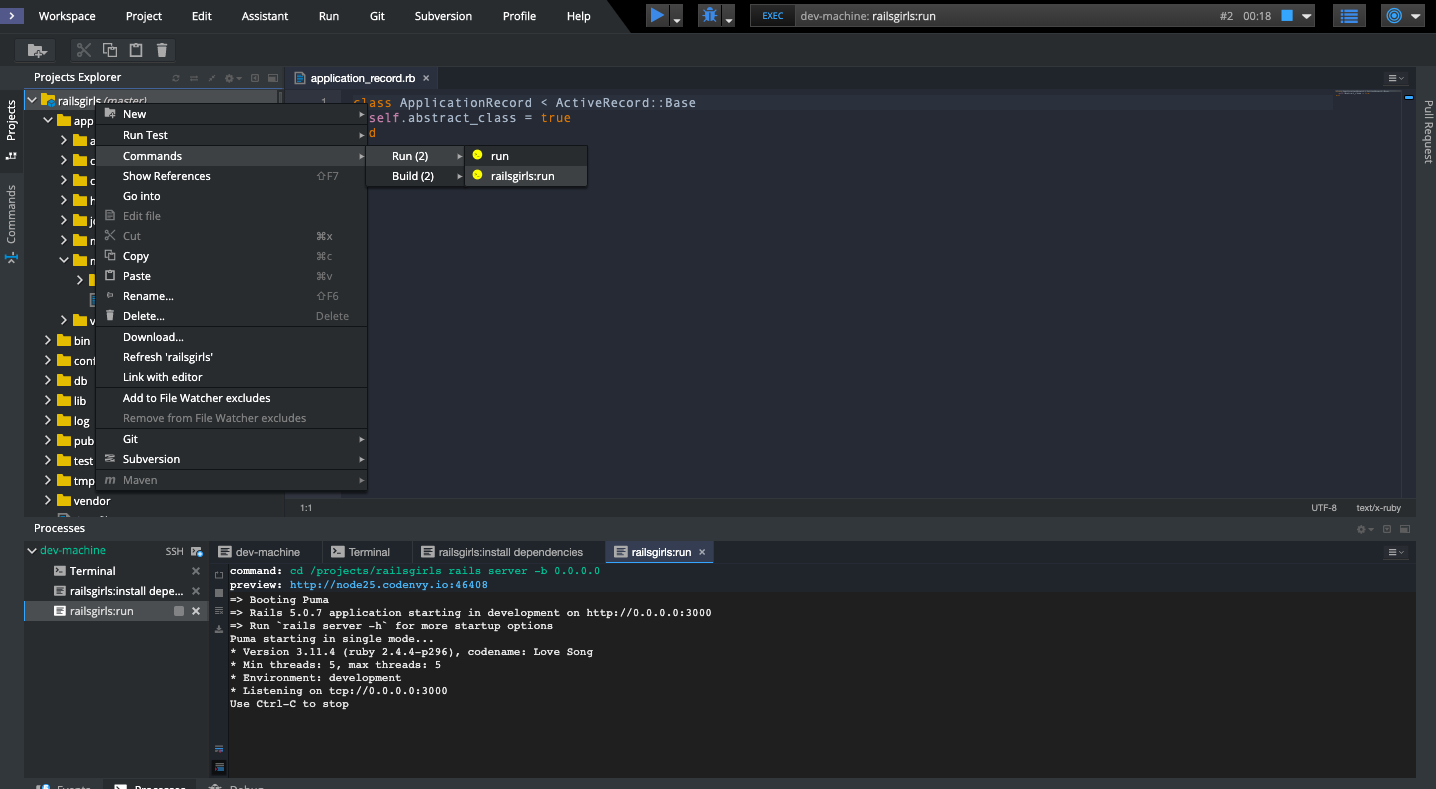 Workspace Project Edit Assistant Run Git Subversion Profile Help EXEC dev-machine: railsgirls:run #2 00:18
Projects Explorer
application_record.rb ×
Projects
Commands
Pull Request
railsgirls (master)
app
bin
db
lib
log
test
tmp
vendor
New
Run Test
Commands
Show References ⇧F7
Go into
Edit file
Cut ⌘x
Copy ⌘c
Paste ⌘v
Rename... ⇧F6
Delete... Delete
Download...
Refresh 'railsgirls'
Link with editor
Add to File Watcher excludes
Remove from File Watcher excludes
Git
Subversion
m Maven
Run (2)
Build (2)
run
railsgirls:run
1 class ApplicationRecord < ActiveRecord::Base
self.abstract_class = true
d
1:1 UTF-8 text/x-ruby
Processes
dev-machine SSH
Terminal
railsgirls:install depe...
railsgirls:run
dev-machine Terminal railsgirls:install dependencies railsgirls:run ×
command: cd /projects/railsgirls rails server -b 0.0.0.0
preview: http://node25.codenvy.io:46408
=> Booting Puma
=> Rails 5.0.7 application starting in development on http://0.0.0.0:3000
=> Run `rails server -h` for more startup options
Puma starting in single mode...
* Version 3.11.4 (ruby 2.4.4-p296), codename: Love Song
* Min threads: 5, max threads: 5
* Environment: development
* Listening on tcp://0.0.0.0:3000
Use Ctrl-C to stop
Events Processes Debug